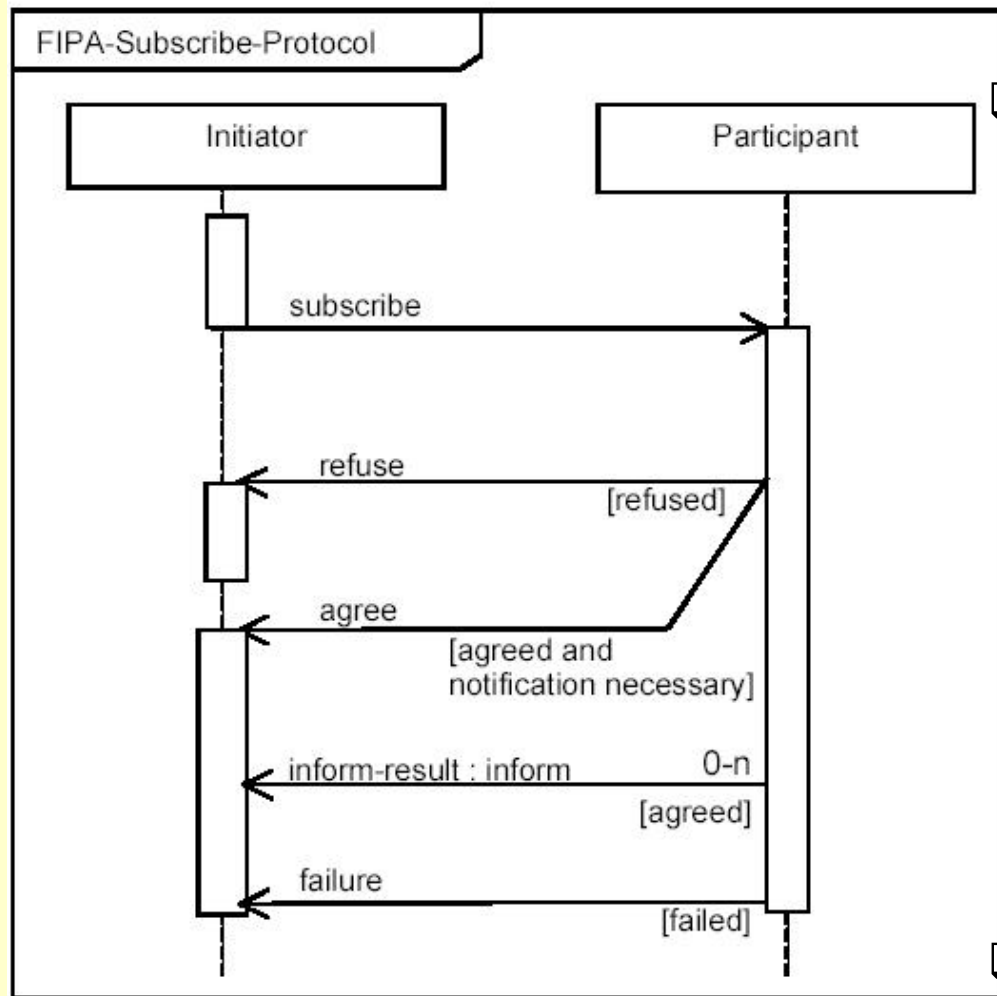 FIPA-Subscribe-Protocol
Initiator
Participant
subscribe
refuse
[refused]
agree
[agreed and
notification necessary]
inform-result : inform
0-n
[agreed]
failure
[failed]